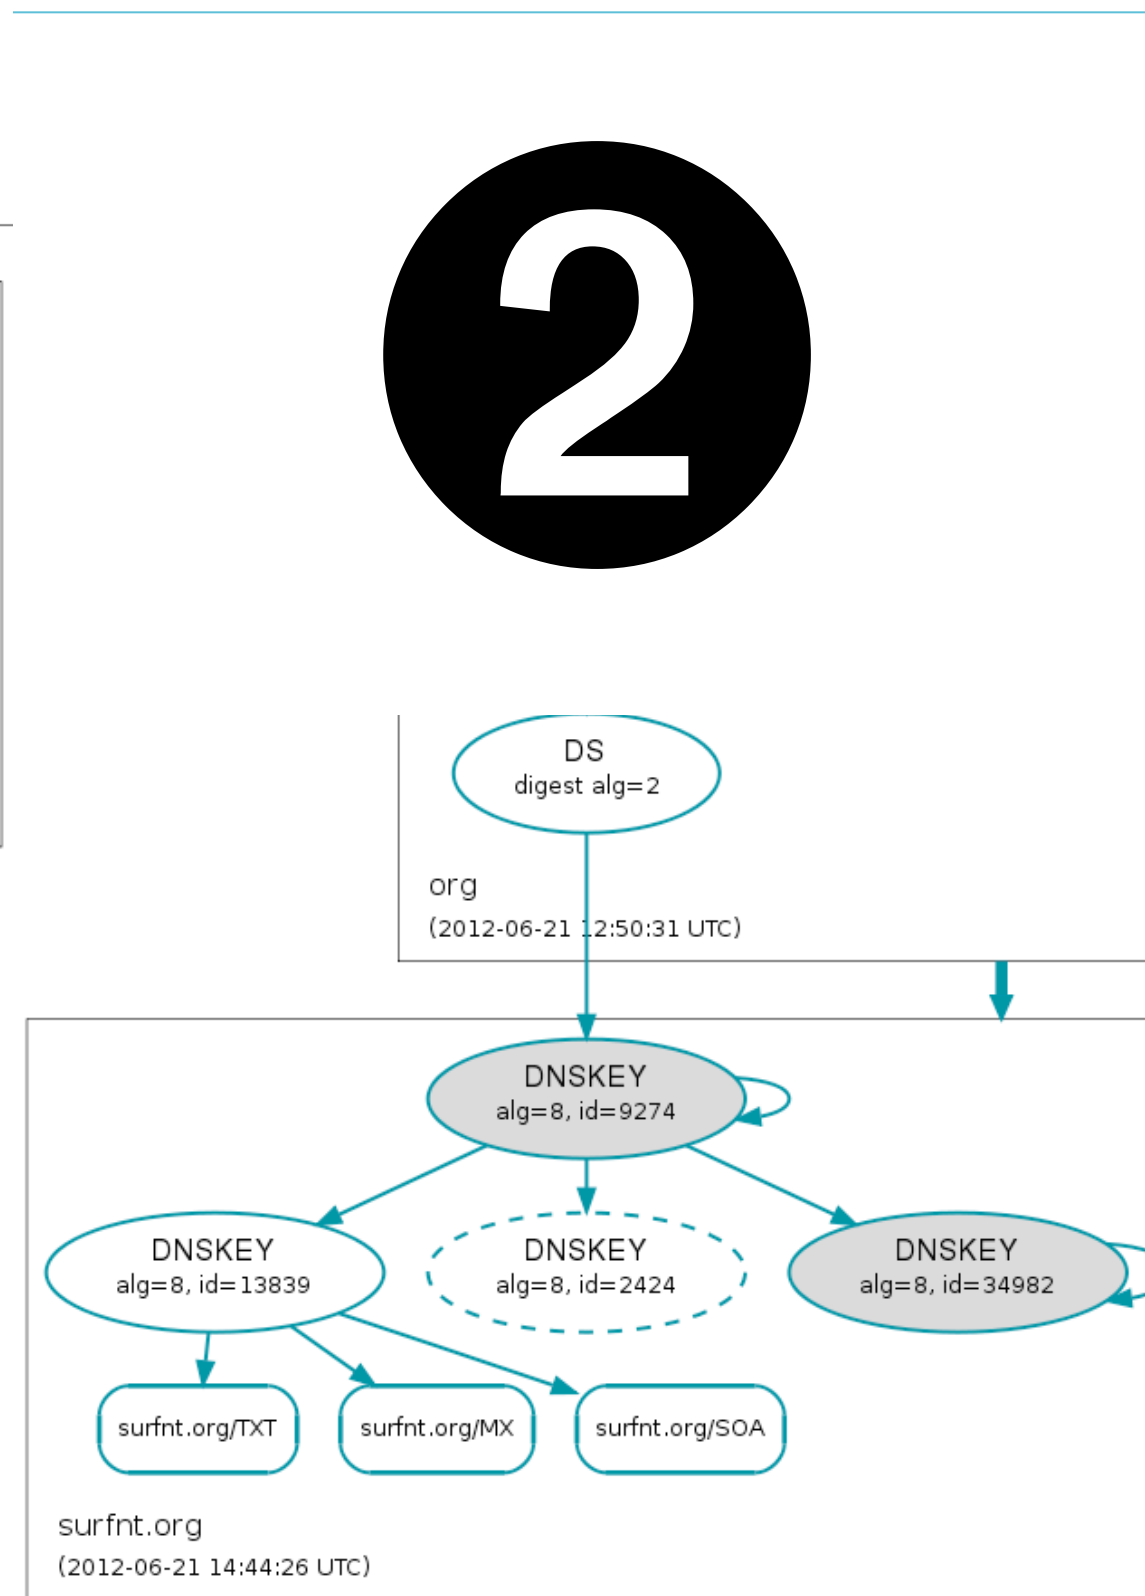 2
DS
digest alg=2
org
(2012-06-21 12:50:31 UTC)
DNSKEY
alg=8, id=9274
DNSKEY
alg=8, id=13839
DNSKEY
alg=8, id=2424
DNSKEY
alg=8, id=34982
surfnt.org/TXT
surfnt.org/MX
surfnt.org/SOA
surfnt.org
(2012-06-21 14:44:26 UTC)